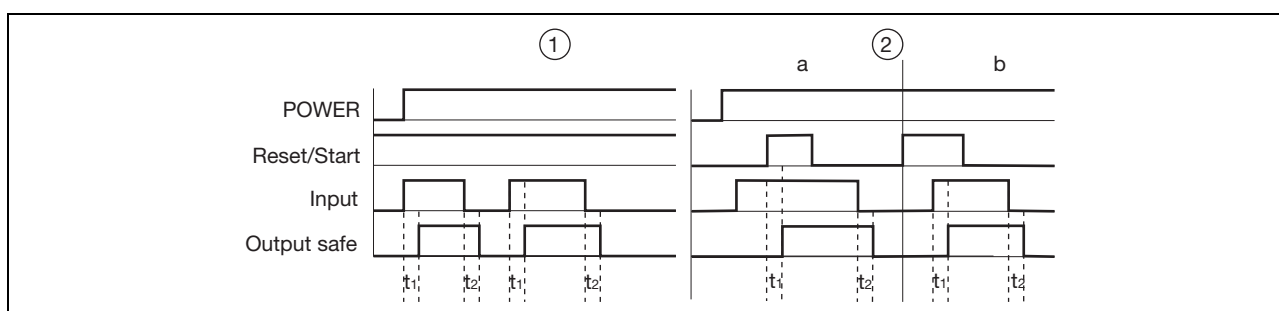 ① ②
a b
POWER
Reset/Start
Input
Output safe
t1 t2 t1 t2 t1 t2 t1 t2